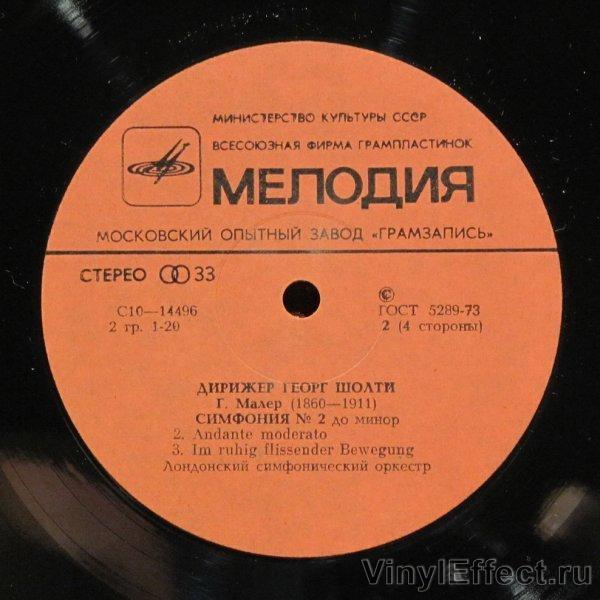 МИНИСТЕРСТВО КУЛЬТУРЫ СССР
ВСЕСОЮЗНАЯ ФИРМА ГРАМПЛАСТИНОК
МЕЛОДИЯ
МОСКОВСКИЙ ОПЫТНЫЙ ЗАВОД «ГРАМЗАПИСЬ»
СТЕРЕО 33
С10—14496
2 гр. 1-20
©
ГОСТ 5289-73
2 (4 стороны)
ДИРИЖЕР ГЕОРГ ШОЛТИ
Г. Малер (1860—1911)
СИМФОНИЯ № 2 до минор
2. Andante moderato
3. Im ruhig flissender Bewegung
Лондонский симфонический оркестр
VinylEffect.ru